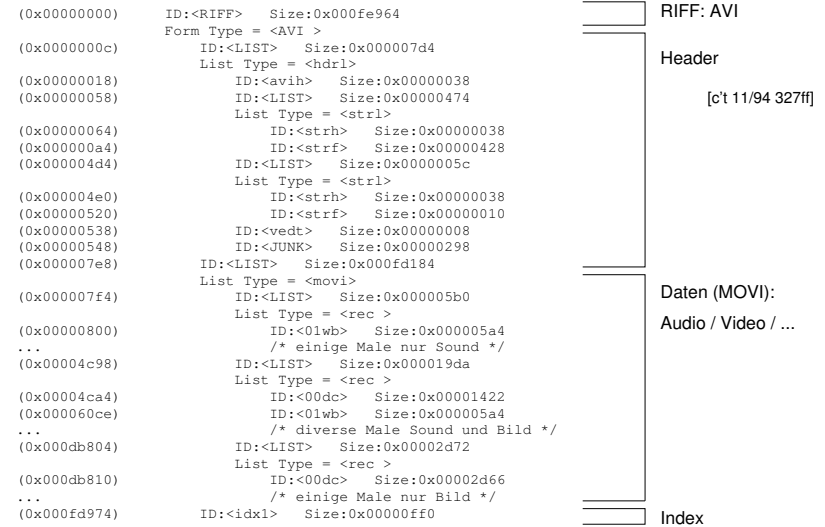 (0x00000000) ID:<RIFF> Size:0x000fe964 RIFF: AVI
Form Type = <AVI >
(0x0000000c) ID:<LIST> Size:0x000007d4
List Type = <hdrl> Header
(0x00000018) ID:<avih> Size:0x00000038
(0x00000058) ID:<LIST> Size:0x00000474 [c't 11/94 327ff]
List Type = <strl>
(0x00000064) ID:<strh> Size:0x00000038
(0x000000a4) ID:<strf> Size:0x00000428
(0x000004d4) ID:<LIST> Size:0x0000005c
List Type = <strl>
(0x000004e0) ID:<strh> Size:0x00000038
(0x00000520) ID:<strf> Size:0x00000010
(0x00000538) ID:<vedt> Size:0x00000008
(0x00000548) ID:<JUNK> Size:0x00000298
(0x000007e8) ID:<LIST> Size:0x000fd184
List Type = <movi>
(0x000007f4) ID:<LIST> Size:0x000005b0 Daten (MOVI):
List Type = <rec >
(0x00000800) ID:<01wb> Size:0x000005a4 Audio / Video / ...
... /* einige Male nur Sound */
(0x00004c98) ID:<LIST> Size:0x000019da
List Type = <rec >
(0x00004ca4) ID:<00dc> Size:0x00001422
(0x000060ce) ID:<01wb> Size:0x000005a4
... /* diverse Male Sound und Bild */
(0x000db804) ID:<LIST> Size:0x00002d72
List Type = <rec >
(0x000db810) ID:<00dc> Size:0x00002d66
... /* einige Male nur Bild */
(0x000fd974) ID:<idx1> Size:0x00000ff0 Index